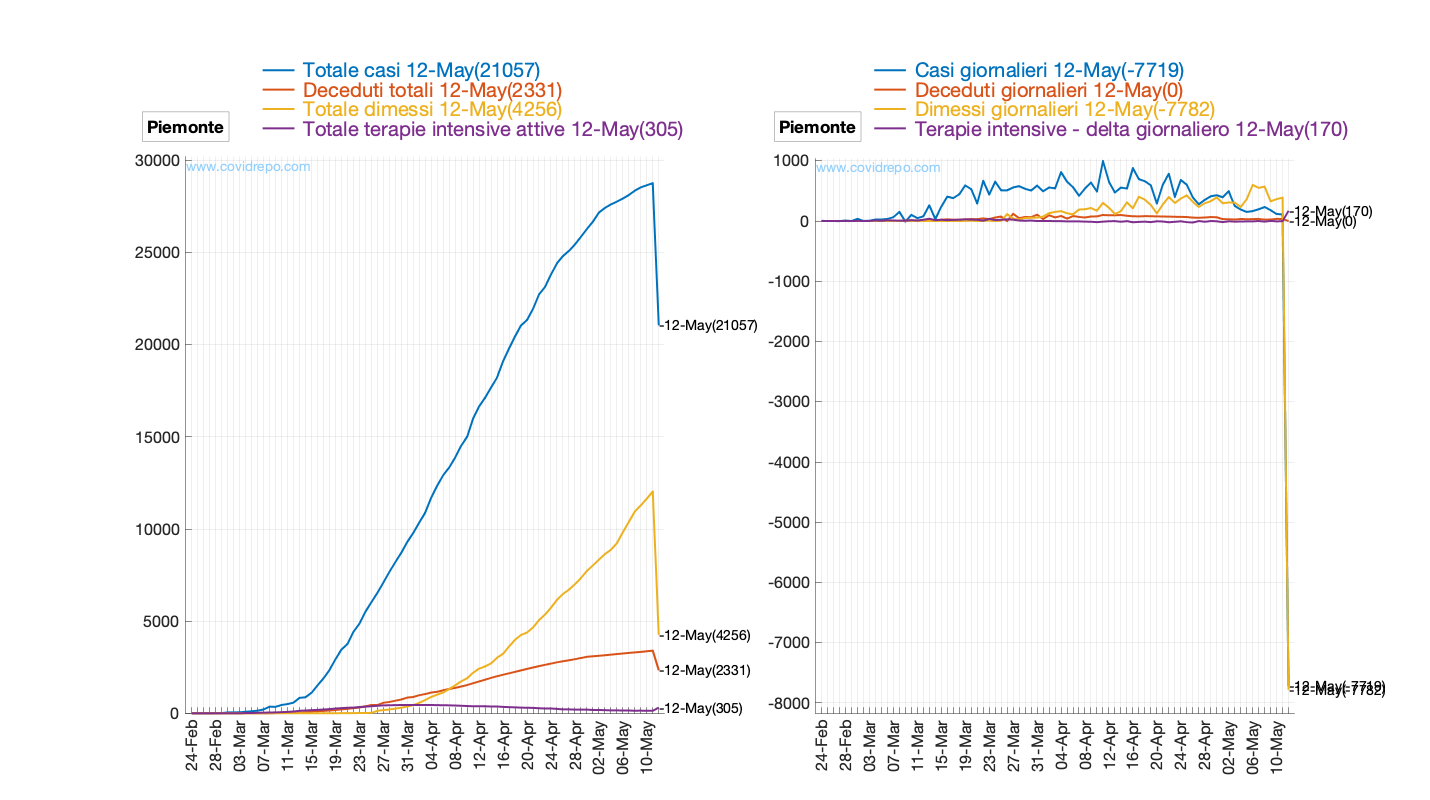 Totale casi 12-May(21057)
Deceduti totali 12-May(2331)
Totale dimessi 12-May(4256)
Totale terapie intensive attive 12-May(305)
Piemonte
www.covidrepo.com
30000
25000
20000
15000
10000
5000
0
-12-May(21057)
-12-May(4256)
-12-May(2331)
-12-May(305)
24-Feb
28-Feb
03-Mar
07-Mar
11-Mar
15-Mar
19-Mar
23-Mar
27-Mar
31-Mar
04-Apr
08-Apr
12-Apr
16-Apr
20-Apr
24-Apr
28-Apr
02-May
06-May
10-May
Casi giornalieri 12-May(-7719)
Deceduti giornalieri 12-May(0)
Dimessi giornalieri 12-May(-7782)
Terapie intensive - delta giornaliero 12-May(170)
Piemonte
www.covidrepo.com
1000
0
-1000
-2000
-3000
-4000
-5000
-6000
-7000
-8000
-12-May(170)
-12-May(0)
-12-May(-7719)
-12-May(-7782)
24-Feb
28-Feb
03-Mar
07-Mar
11-Mar
15-Mar
19-Mar
23-Mar
27-Mar
31-Mar
04-Apr
08-Apr
12-Apr
16-Apr
20-Apr
24-Apr
28-Apr
02-May
06-May
10-May